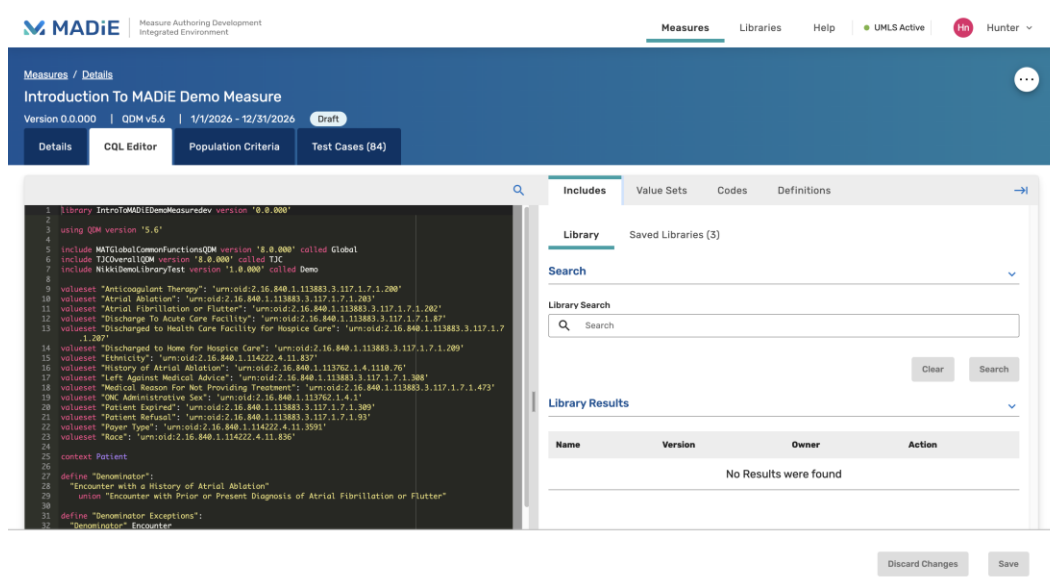 MADiE
Measure Authoring Development
Integrated Environment
Measures
Libraries
Help
UMLS Active
Hn
Hunter
Measures / Details
Introduction To MADiE Demo Measure
Version 0.0.000 | QDM v5.6 | 1/1/2026 - 12/31/2026 Draft
Details
CQL Editor
Population Criteria
Test Cases (84)
1 library IntroToMADiEDemoMeasuredev version '0.0.000'
2
3 using QDM version '5.6'
4
5 include MATGlobalCommonFunctionsQDM version '8.0.000' called Global
6 include TJCOverallQDM version '8.0.000' called TJC
7 include NikkiDemoLibraryTest version '1.0.000' called Demo
8
9 valueset "Anticoagulant Therapy": 'urn:oid:2.16.840.1.113883.3.117.1.7.1.200'
10 valueset "Atrial Ablation": 'urn:oid:2.16.840.1.113883.3.117.1.7.1.203'
11 valueset "Atrial Fibrillation or Flutter": 'urn:oid:2.16.840.1.113883.3.117.1.7.1.202'
12 valueset "Discharge To Acute Care Facility": 'urn:oid:2.16.840.1.113883.3.117.1.7.1.87'
13 valueset "Discharged to Health Care Facility for Hospice Care": 'urn:oid:2.16.840.1.113883.3.117.1.7
.1.207'
14 valueset "Discharged to Home for Hospice Care": 'urn:oid:2.16.840.1.113883.3.117.1.7.1.209'
15 valueset "Ethnicity": 'urn:oid:2.16.840.1.114222.4.11.837'
16 valueset "History of Atrial Ablation": 'urn:oid:2.16.840.1.113762.1.4.1110.76'
17 valueset "Left Against Medical Advice": 'urn:oid:2.16.840.1.113883.3.117.1.7.1.308'
18 valueset "Medical Reason For Not Providing Treatment": 'urn:oid:2.16.840.1.113883.3.117.1.7.1.473'
19 valueset "ONC Administrative Sex": 'urn:oid:2.16.840.1.113762.1.4.1'
20 valueset "Patient Expired": 'urn:oid:2.16.840.1.113883.3.117.1.7.1.309'
21 valueset "Patient Refusal": 'urn:oid:2.16.840.1.113883.3.117.1.7.1.93'
22 valueset "Payer Type": 'urn:oid:2.16.840.1.114222.4.11.3591'
23 valueset "Race": 'urn:oid:2.16.840.1.114222.4.11.836'
24
25 context Patient
26
27 define "Denominator":
28 "Encounter with a History of Atrial Ablation"
29 union "Encounter with Prior or Present Diagnosis of Atrial Fibrillation or Flutter"
30
31 define "Denominator Exceptions":
32 "Denominator" Encounter
Includes
Value Sets
Codes
Definitions
Library
Saved Libraries (3)
Search
Library Search
Search
Clear
Search
Library Results
Name Version Owner Action
No Results were found
Discard Changes
Save